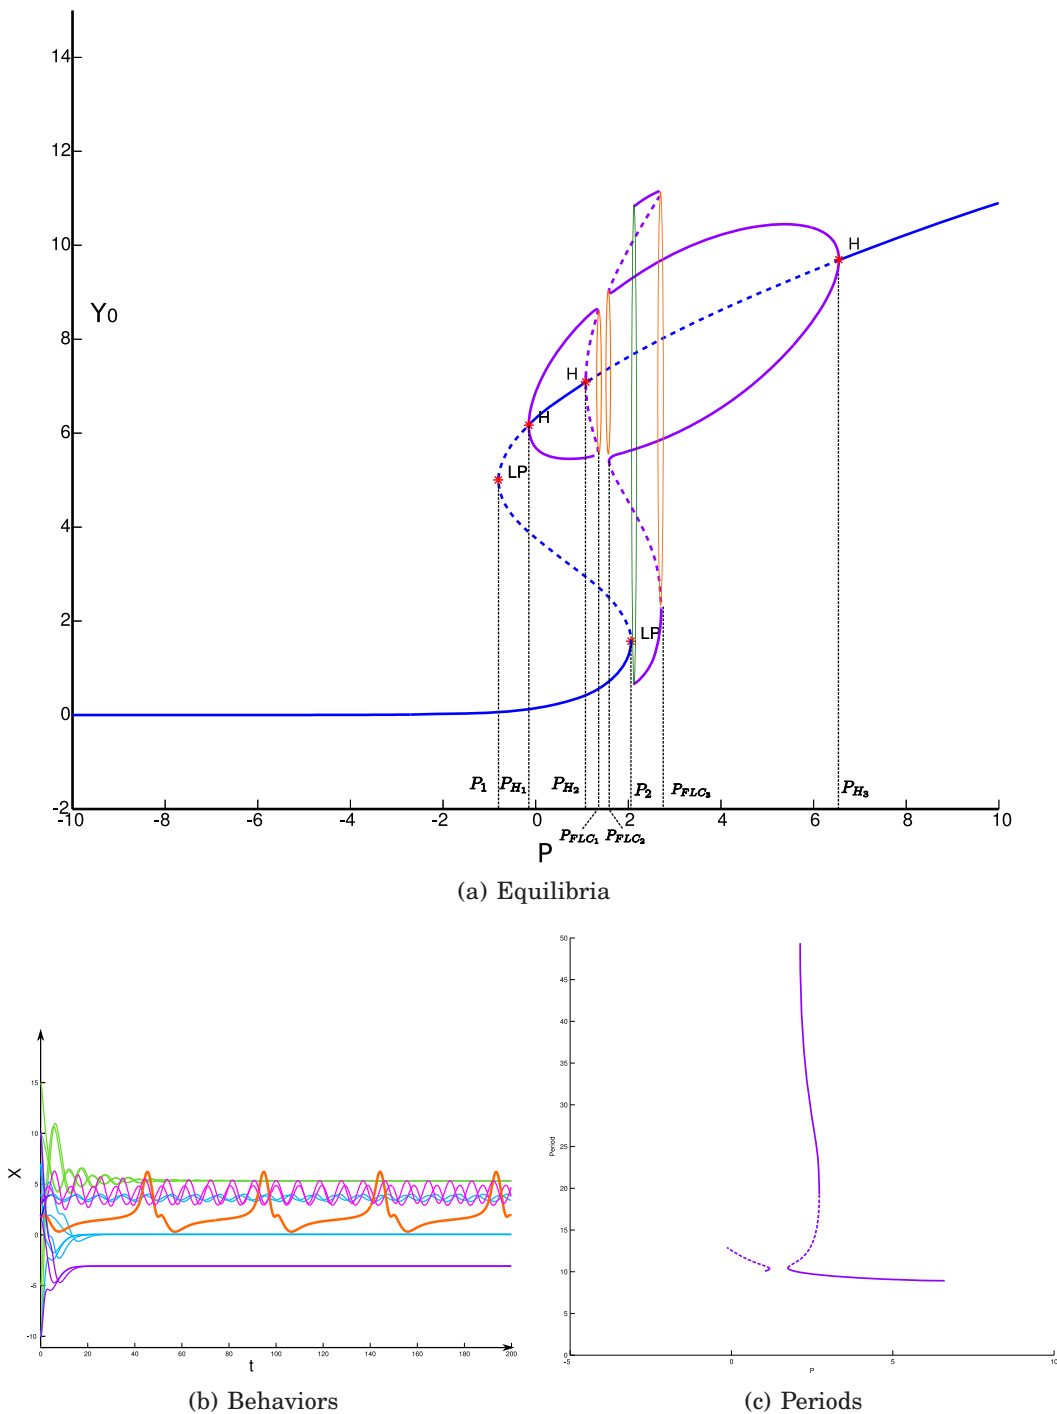 14
12
10
H
Y0
8
H
H
6
LP
4
2
LP
0
P1 PH1 PH2 P2 PFLC3 PH3
-2
-10 -8 -6 -4 -2 0 2 4 6 8 10
PFLC1 PFLC2
P
(a) Equilibria
15
10
X
5
0
-5
-10
0 20 40 60 80 100 120 140 160 180 200
t
(b) Behaviors
50
45
40
35
30
25
Period
20
15
10
5
0
-5 0 5 10
P
(c) Periods